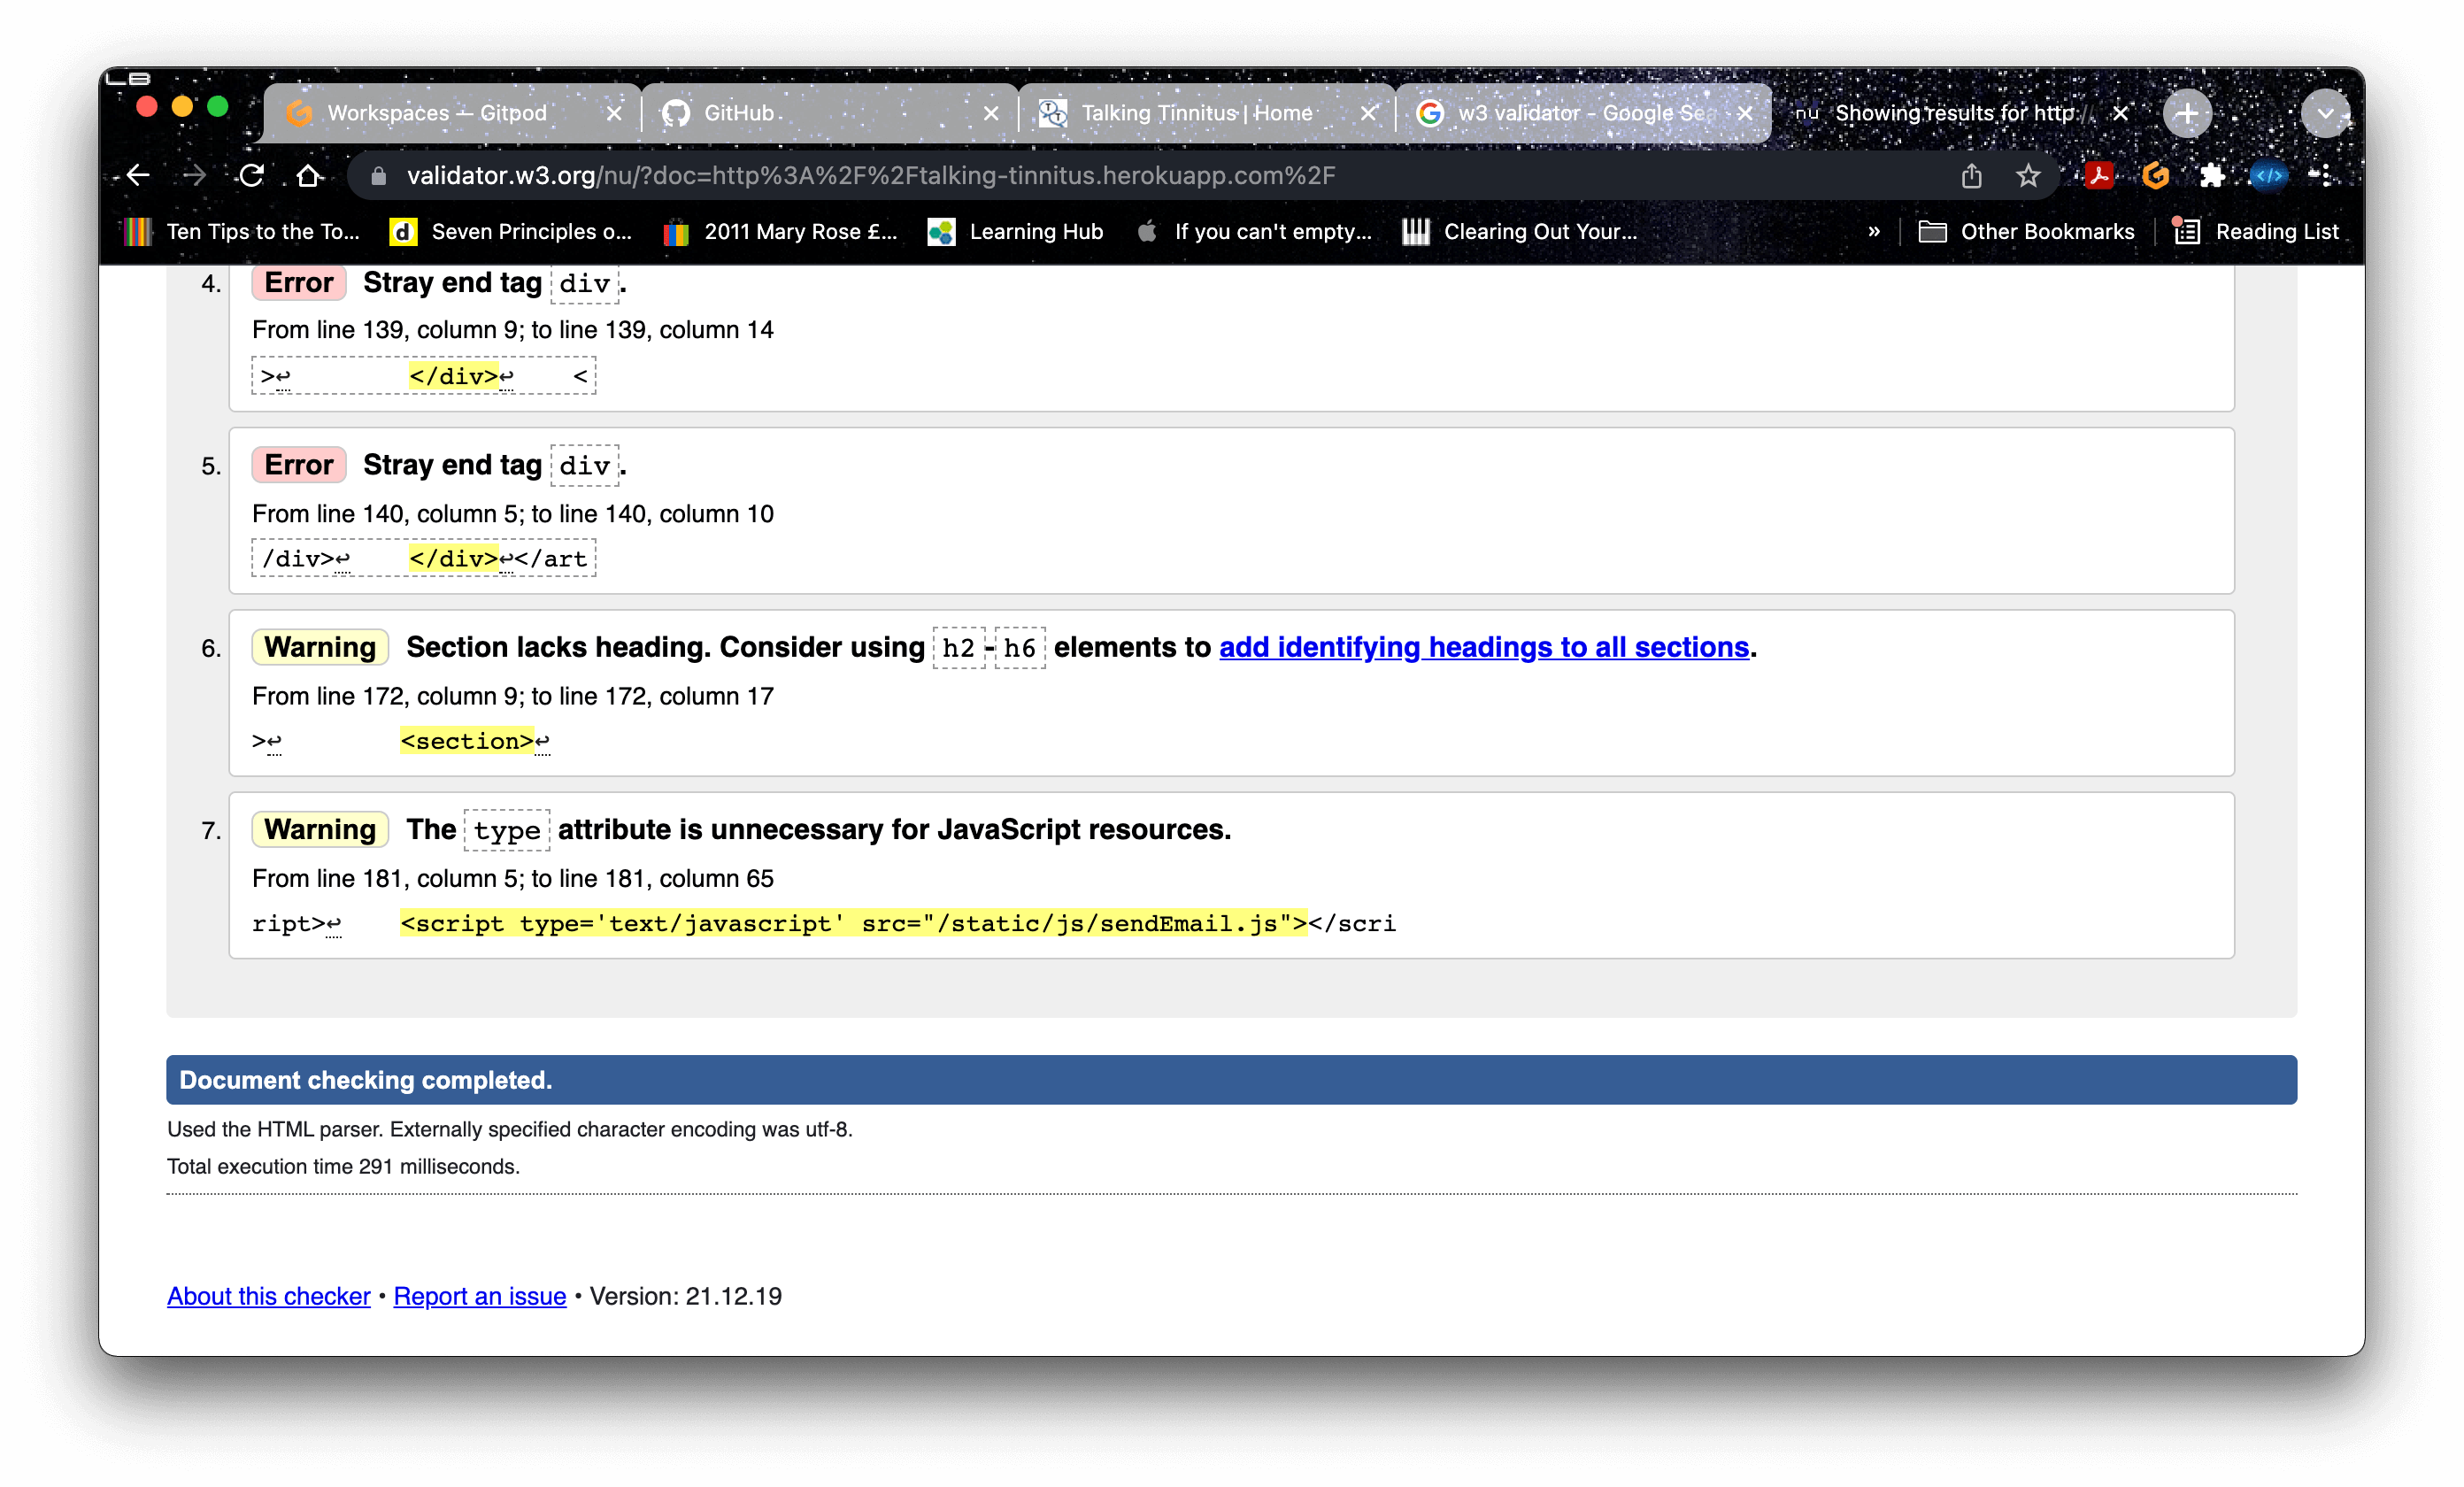 Workspaces — Gitpod
GitHub
Talking Tinnitus | Home
w3 validator - Google Sea
nu Showing results for http://
validator.w3.org/nu/?doc=http%3A%2F%2Ftalking-tinnitus.herokuapp.com%2F
Ten Tips to the To... Seven Principles o... 2011 Mary Rose £... Learning Hub If you can't empty... Clearing Out Your... » Other Bookmarks Reading List
4. Error Stray end tag div.
From line 139, column 9; to line 139, column 14
>↩ </div>↩ <
5. Error Stray end tag div.
From line 140, column 5; to line 140, column 10
/div>↩ </div>↩</art
6. Warning Section lacks heading. Consider using h2-h6 elements to add identifying headings to all sections.
From line 172, column 9; to line 172, column 17
>↩ <section>↩
7. Warning The type attribute is unnecessary for JavaScript resources.
From line 181, column 5; to line 181, column 65
ript>↩ <script type='text/javascript' src="/static/js/sendEmail.js"></scri
Document checking completed.
Used the HTML parser. Externally specified character encoding was utf-8.
Total execution time 291 milliseconds.
About this checker • Report an issue • Version: 21.12.19